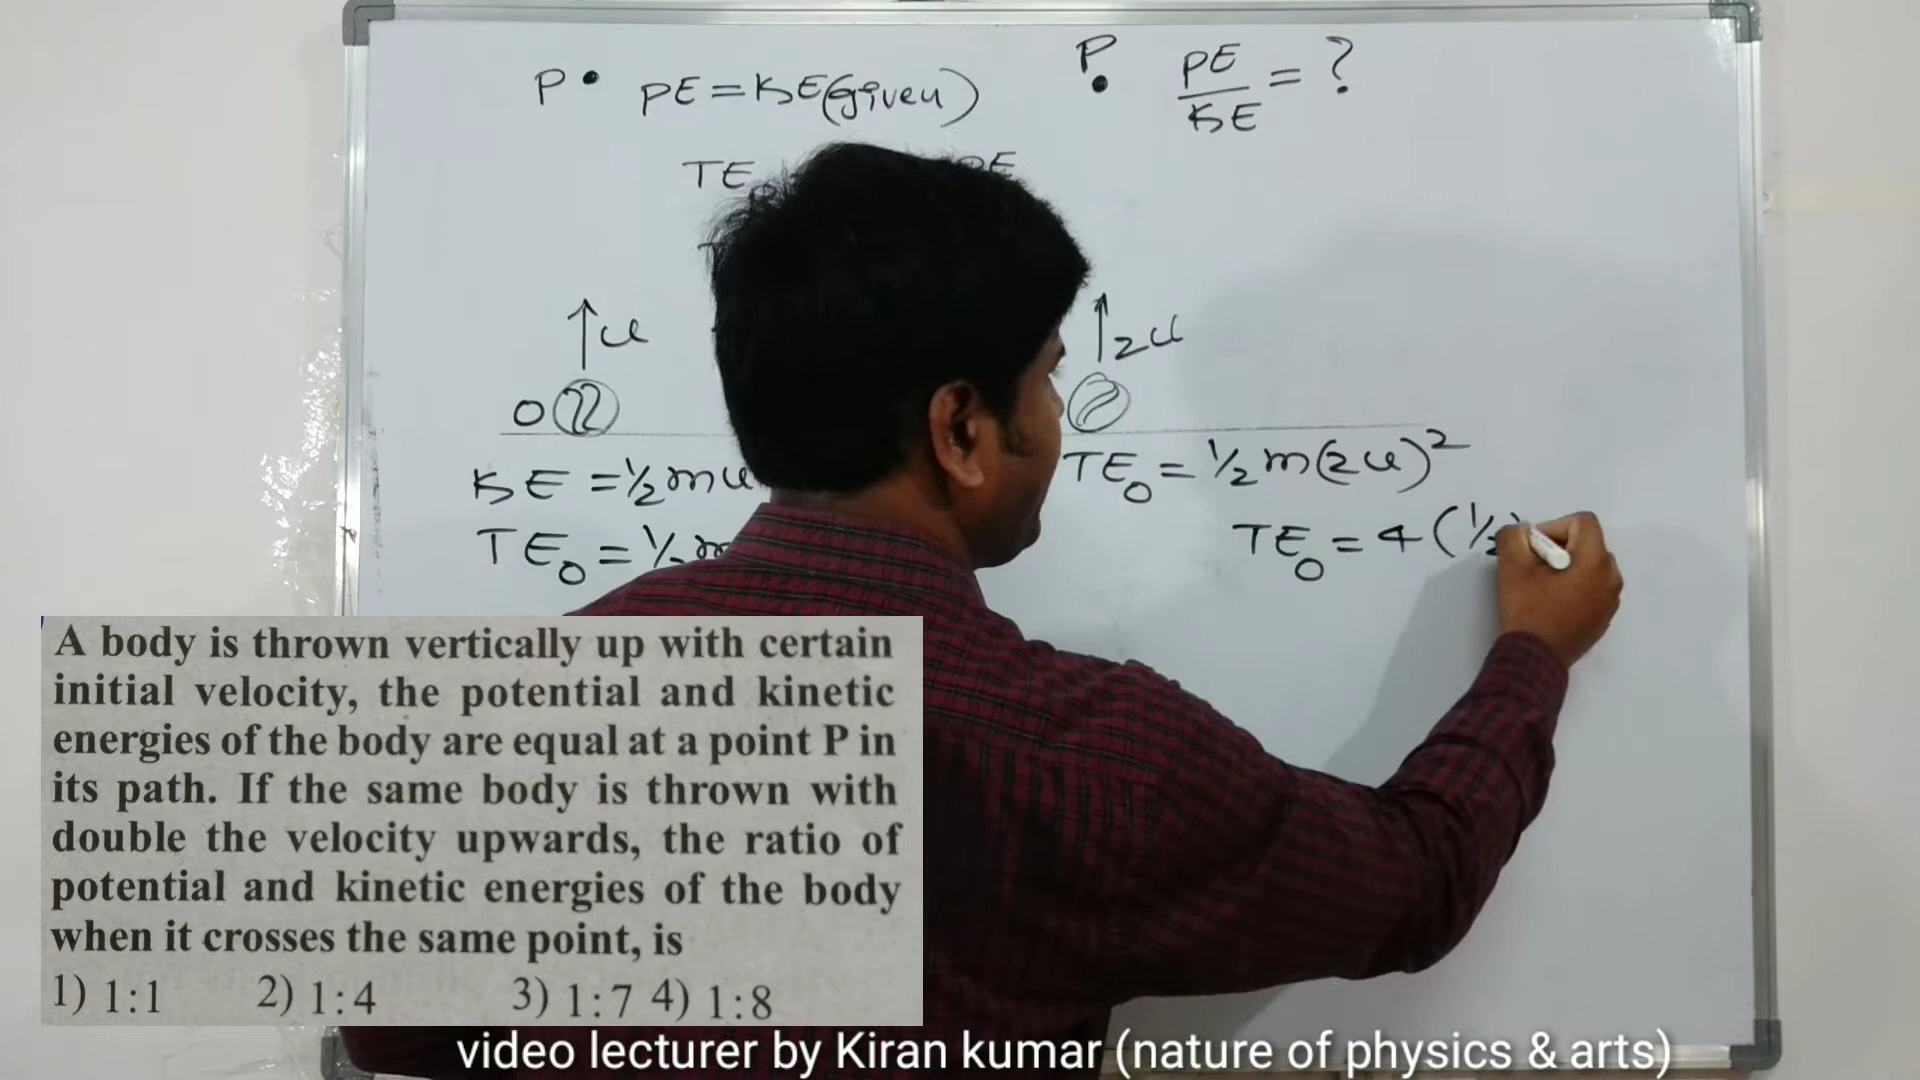 P • PE = KE(given)
P
PE/KE = ?
TE PE
u
2u
O
KE = ½mu
TE₀ = ½m
TE₀ = ½ m(2u)²
TE₀ = 4(½
A body is thrown vertically up with certain
initial velocity, the potential and kinetic
energies of the body are equal at a point P in
its path. If the same body is thrown with
double the velocity upwards, the ratio of
potential and kinetic energies of the body
when it crosses the same point, is
1) 1:1 2) 1:4 3) 1:7 4) 1:8
video lecturer by Kiran kumar (nature of physics & arts)